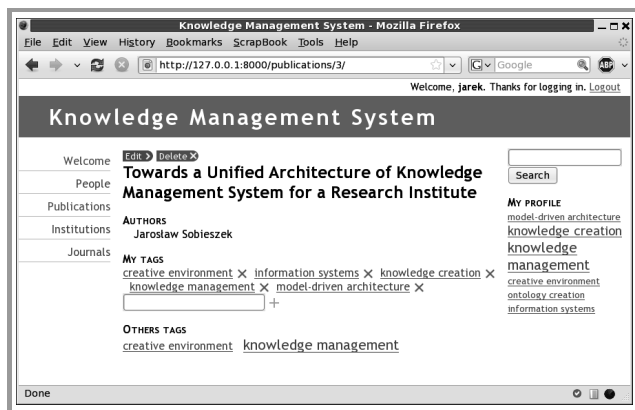 Knowledge Management System - Mozilla Firefox
File Edit View History Bookmarks ScrapBook Tools Help
http://127.0.0.1:8000/publications/3/ G Google ABP
Welcome, jarek. Thanks for logging in. Logout
Knowledge Management System
Welcome
People
Publications
Institutions
Journals
Edit Delete
Towards a Unified Architecture of Knowledge
Management System for a Research Institute
AUTHORS
Jaroslaw Sobieszek
MY TAGS
creative environment × information systems × knowledge creation ×
knowledge management × model-driven architecture ×
+
OTHERS TAGS
creative environment knowledge management
Search
MY PROFILE
model-driven architecture
knowledge creation
knowledge
management
creative environment
ontology creation
information systems
Done